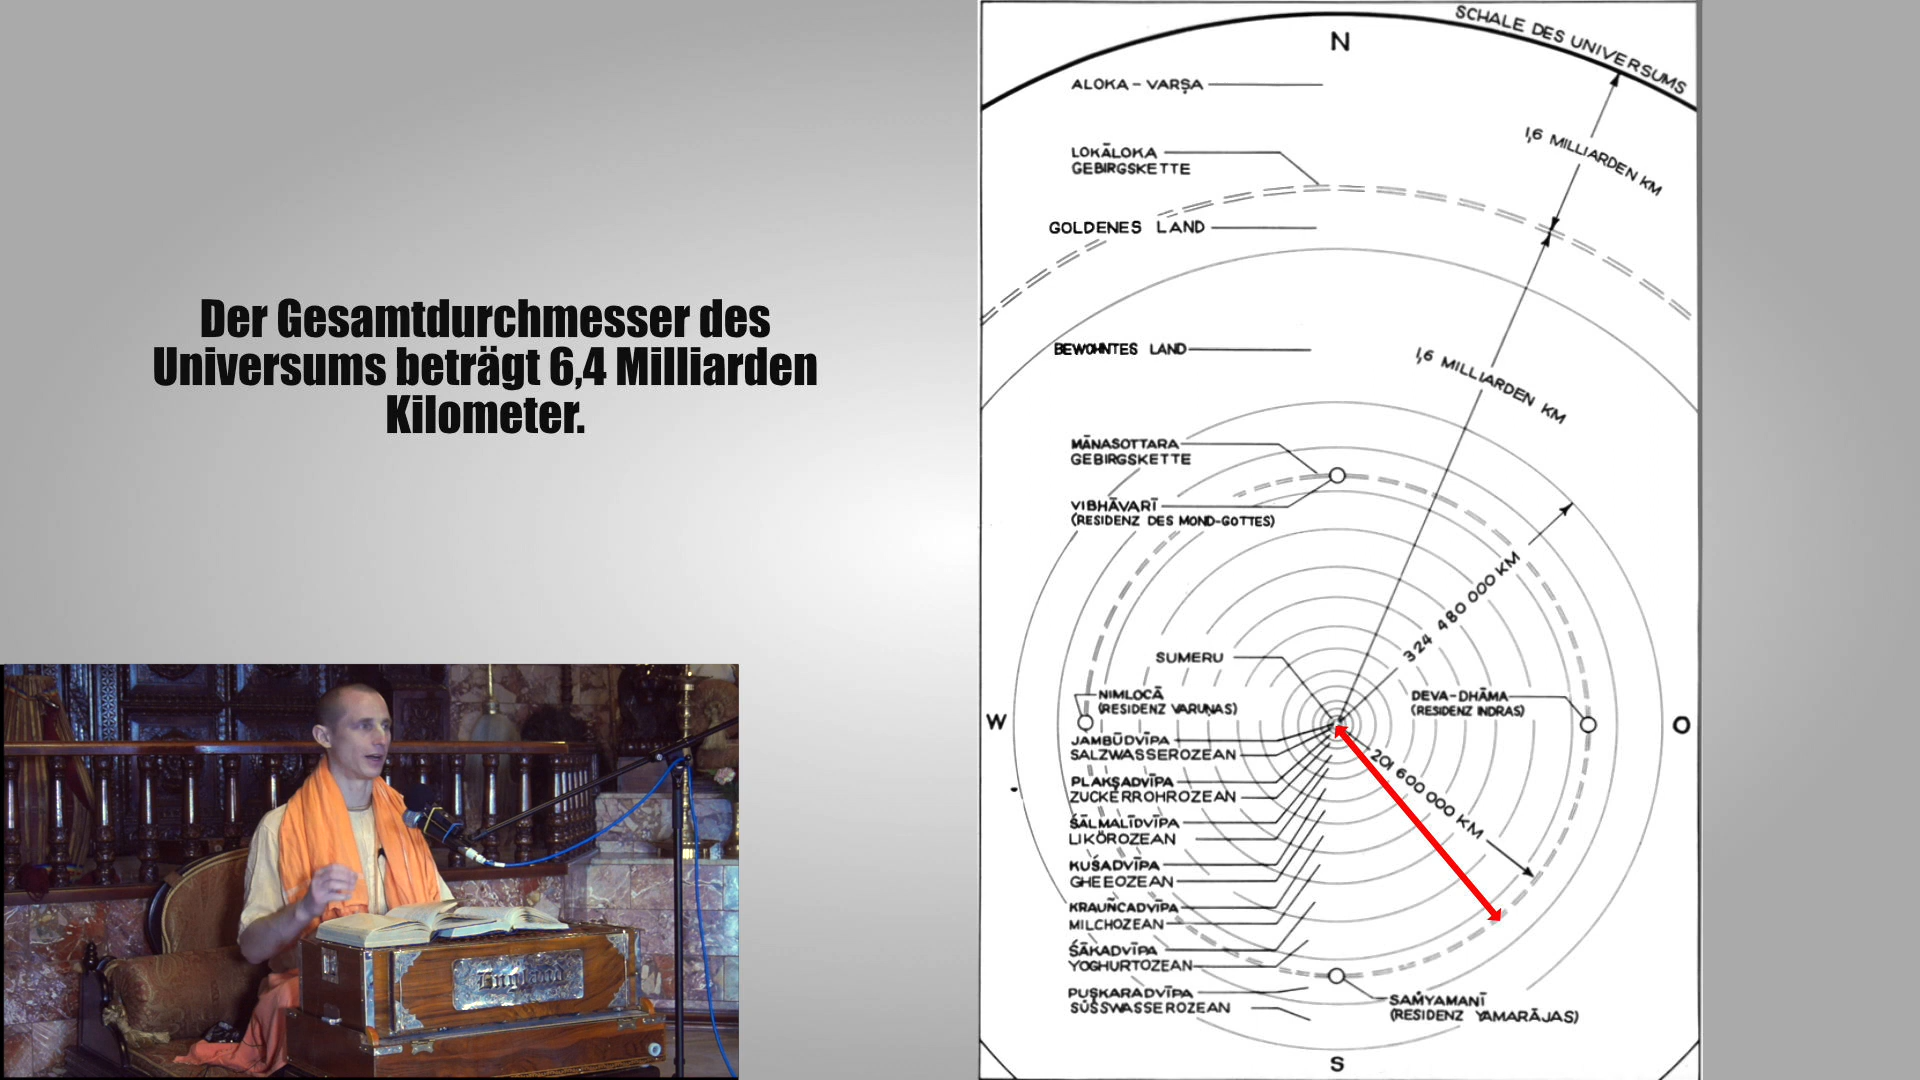 Der Gesamtdurchmesser des
Universums beträgt 6,4 Milliarden
Kilometer.
England
SCHALE DES UNIVERSUMS
N
ALOKA – VARṢA
1,6 MILLIARDEN KM
LOKĀLOKA
GEBIRGSKETTE
GOLDENES LAND
BEWOHNTES LAND
1,6 MILLIARDEN KM
MĀNASOTTARA
GEBIRGSKETTE
VIBHĀVARĪ
(RESIDENZ DES MOND-GOTTES)
324 480 000 KM
SUMERU
NIMLOCĀ
(RESIDENZ VARUṆAS)
DEVA-DHĀMA
(RESIDENZ INDRAS)
W
O
JAMBŪDVĪPA
SALZWASSEROZEAN
201 600 000 KM
PLAKṢADVĪPA
ZUCKERROHROZEAN
ŚĀLMALĪDVĪPA
LIKÖROZEAN
KUŚADVĪPA
GHEEOZEAN
KRAUÑCADVĪPA
MILCHOZEAN
ŚĀKADVĪPA
YOGHURTOZEAN
PUṢKARADVĪPA
SÜSSWASSEROZEAN
SAṀYAMANĪ
(RESIDENZ YAMARĀJAS)
S